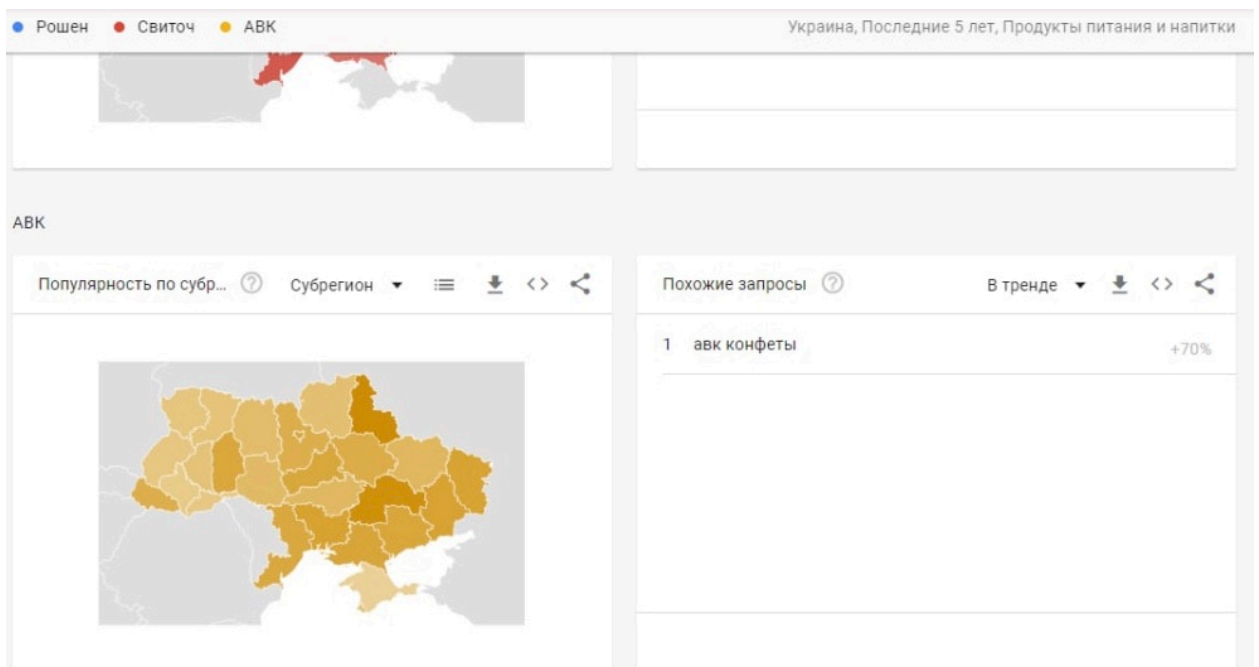 Рошен Свиточ АВК Украина, Последние 5 лет, Продукты питания и напитки
АВК
Популярность по субр... Субрегион
Похожие запросы В тренде
1 авк конфеты +70%